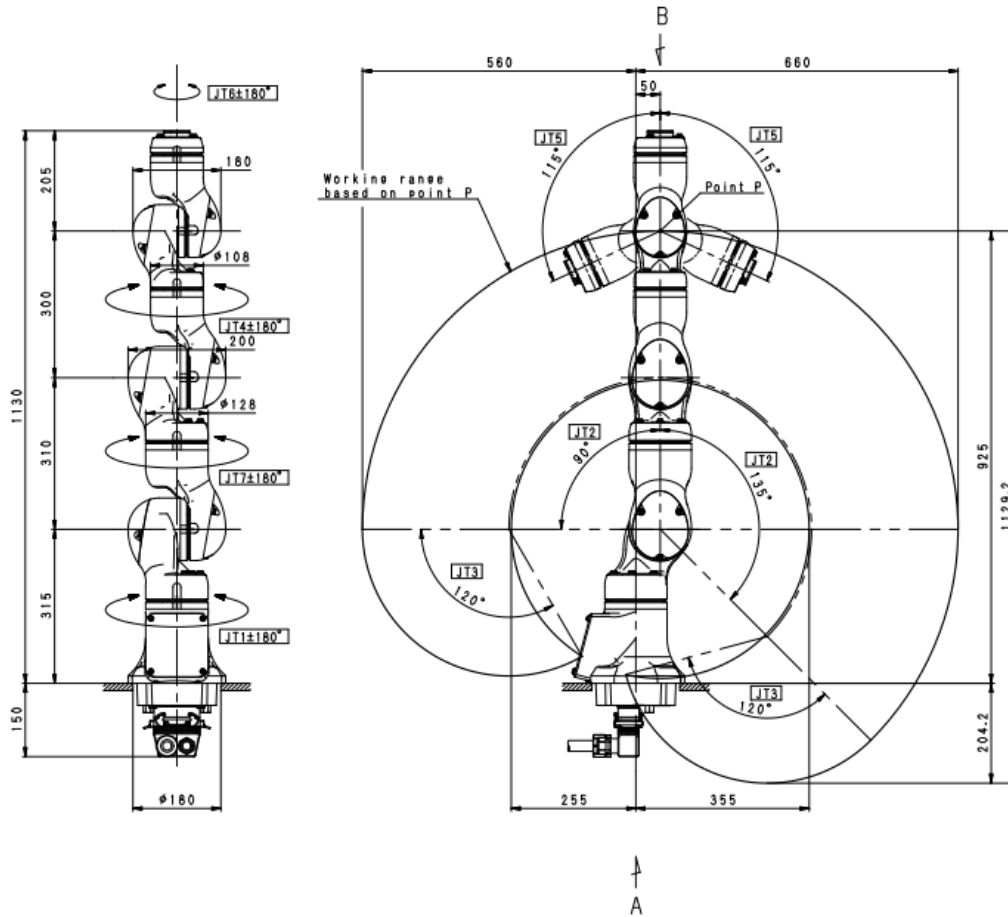 B
560
660
50
JT6±180°
JT5
JT5
115°
115°
205
180
Working range
based on point P
Point P
φ108
300
JT4±180°
200
1130
φ128
JT2
90°
JT2
135°
310
JT7±180°
925
1129.2
JT3
120°
315
JT1±180°
JT3
120°
150
204.2
φ180
255
355
A